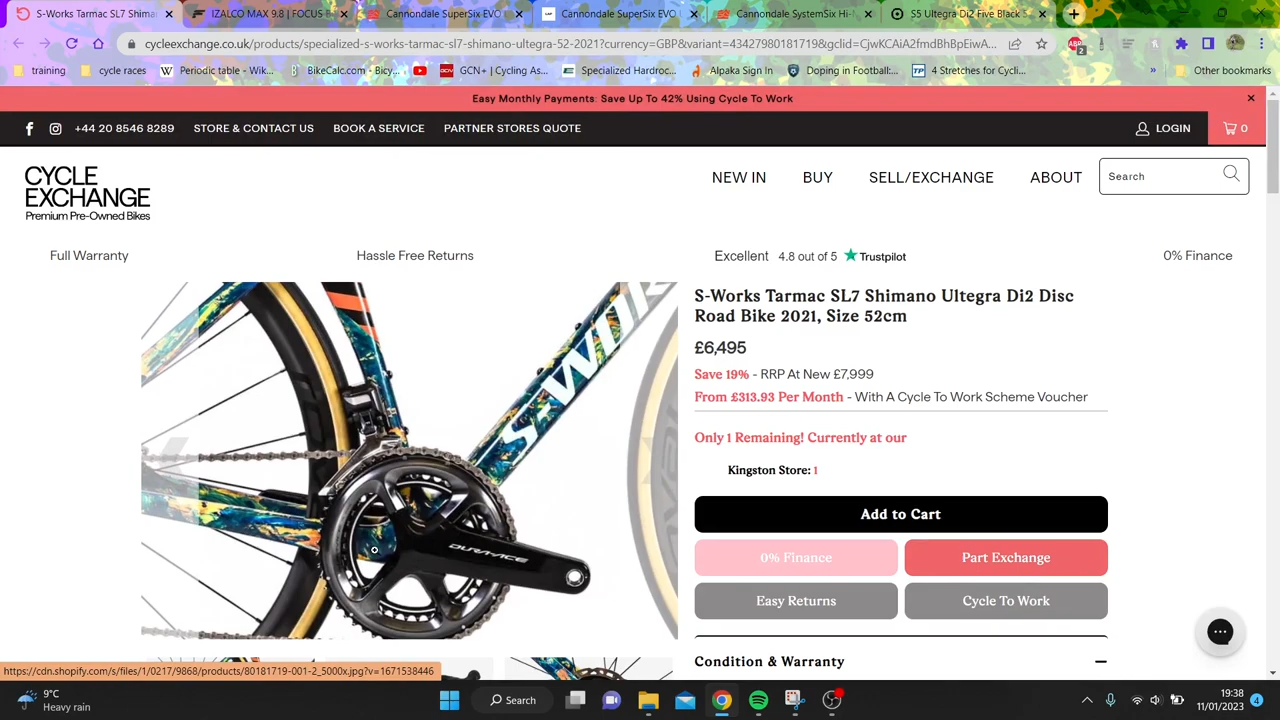 S-Works Tarmac SL7 Shima
IZALCO MAX 9.8 | FOCUS B
Cannondale SuperSix EVO
Cannondale SuperSix EVO
Cannondale SystemSix Hi-
S5 Ultegra Di2 Five Black
cycleexchange.co.uk/products/specialized-s-works-tarmac-sl7-shimano-ultegra-52-2021?currency=GBP&variant=43427980181719&gclid=CjwKCAiA2fmdBhBpEiwA...
training
cycle races
Periodic table - Wik...
BikeCalc.com - Bicy...
GCN+ | Cycling As...
Specialized Hardroc...
Alpaka Sign In
Doping in Football:...
4 Stretches for Cycli...
»
Other bookmarks
Easy Monthly Payments: Save Up To 42% Using Cycle To Work
+44 20 8546 8289 STORE & CONTACT US BOOK A SERVICE PARTNER STORES QUOTE LOGIN 0
CYCLE
EXCHANGE
Premium Pre-Owned Bikes
NEW IN BUY SELL/EXCHANGE ABOUT Search
Full Warranty Hassle Free Returns Excellent 4.8 out of 5 Trustpilot 0% Finance
S-WORK
DURA-ACE
S-Works Tarmac SL7 Shimano Ultegra Di2 Disc
Road Bike 2021, Size 52cm
£6,495
Save 19% - RRP At New £7,999
From £313.93 Per Month - With A Cycle To Work Scheme Voucher
Only 1 Remaining! Currently at our
Kingston Store: 1
Add to Cart
0% Finance Part Exchange
Easy Returns Cycle To Work
Condition & Warranty
https://cdn.shopify.com/s/files/1/0217/9868/products/80181719-001-2_5000x.jpg?v=1671538446
9°C
Heavy rain
Search
19:38
11/01/2023
4